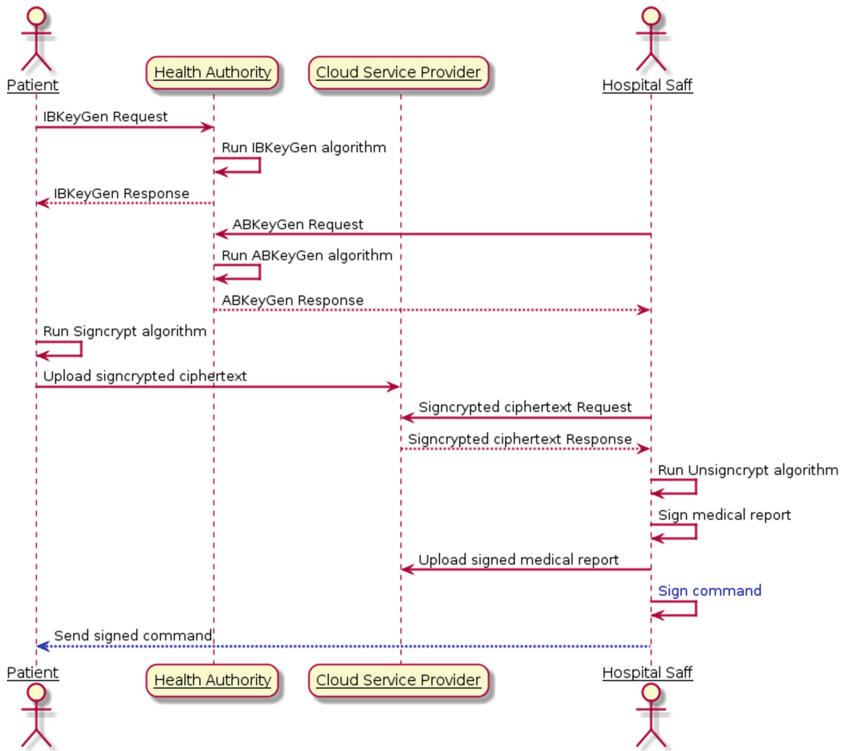 Patient
Health Authority
Cloud Service Provider
Hospital Saff
IBKeyGen Request
Run IBKeyGen algorithm
IBKeyGen Response
ABKeyGen Request
Run ABKeyGen algorithm
ABKeyGen Response
Run Signcrypt algorithm
Upload signcrypted ciphertext
Signcrypted ciphertext Request
Signcrypted ciphertext Response
Run Unsigncrypt algorithm
Sign medical report
Upload signed medical report
Sign command
Send signed command
Patient
Health Authority
Cloud Service Provider
Hospital Saff